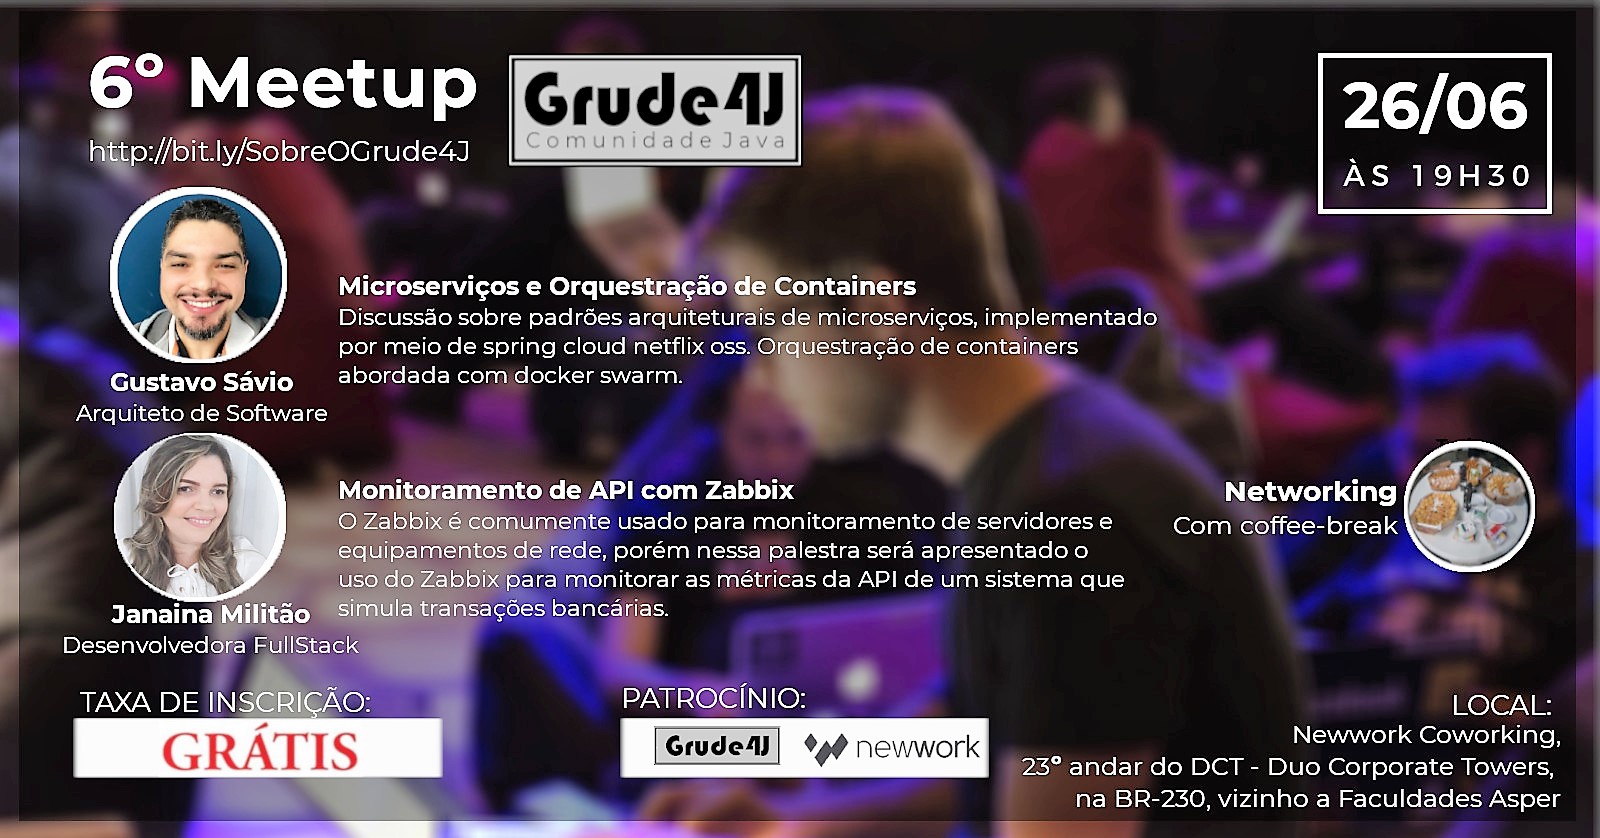 6º Meetup
http://bit.ly/SobreOGrude4J
Grude4J
Comunidade Java
26/06
ÀS 19H30
Gustavo Sávio
Arquiteto de Software
Microserviços e Orquestração de Containers
Discussão sobre padrões arquiteturais de microserviços, implementado
por meio de spring cloud netflix oss. Orquestração de containers
abordada com docker swarm.
Janaina Militão
Desenvolvedora FullStack
Monitoramento de API com Zabbix
O Zabbix é comumente usado para monitoramento de servidores e
equipamentos de rede, porém nessa palestra será apresentado o
uso do Zabbix para monitorar as métricas da API de um sistema que
simula transações bancárias.
Networking
Com coffee-break
TAXA DE INSCRIÇÃO:
GRÁTIS
PATROCÍNIO:
Grude4J
newwork
LOCAL:
Newwork Coworking,
23º andar do DCT - Duo Corporate Towers,
na BR-230, vizinho a Faculdades Asper